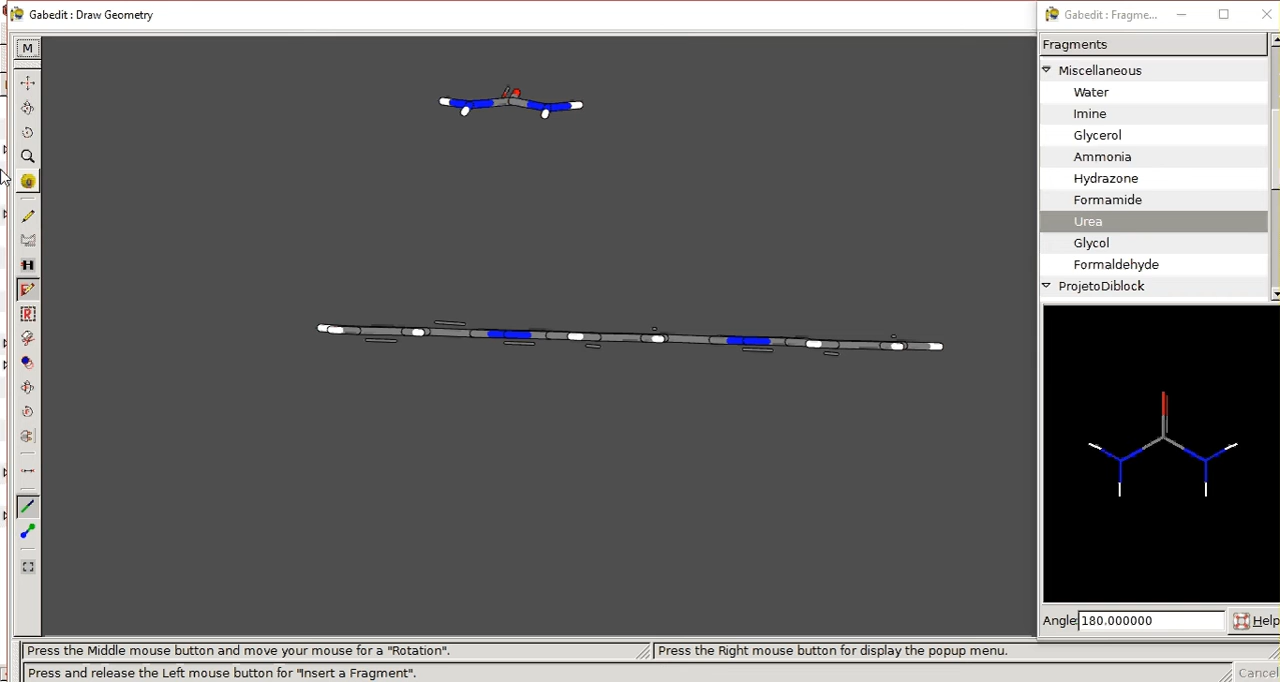 Gabedit : Draw Geometry
Gabedit : Fragme...
M
Fragments
Miscellaneous
Water
Imine
Glycerol
Ammonia
Hydrazone
Formamide
Urea
Glycol
Formaldehyde
ProjetoDiblock
Angle 180.000000 Help
Press the Middle mouse button and move your mouse for a "Rotation".
Press the Right mouse button for display the popup menu.
Press and release the Left mouse button for "Insert a Fragment".
Cancel